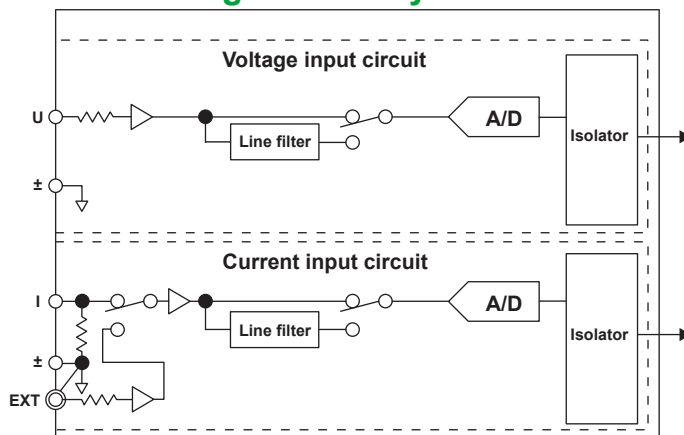 Voltage input circuit
U
A/D
Line filter
Isolator
±
Current input circuit
I
A/D
Line filter
Isolator
±
EXT